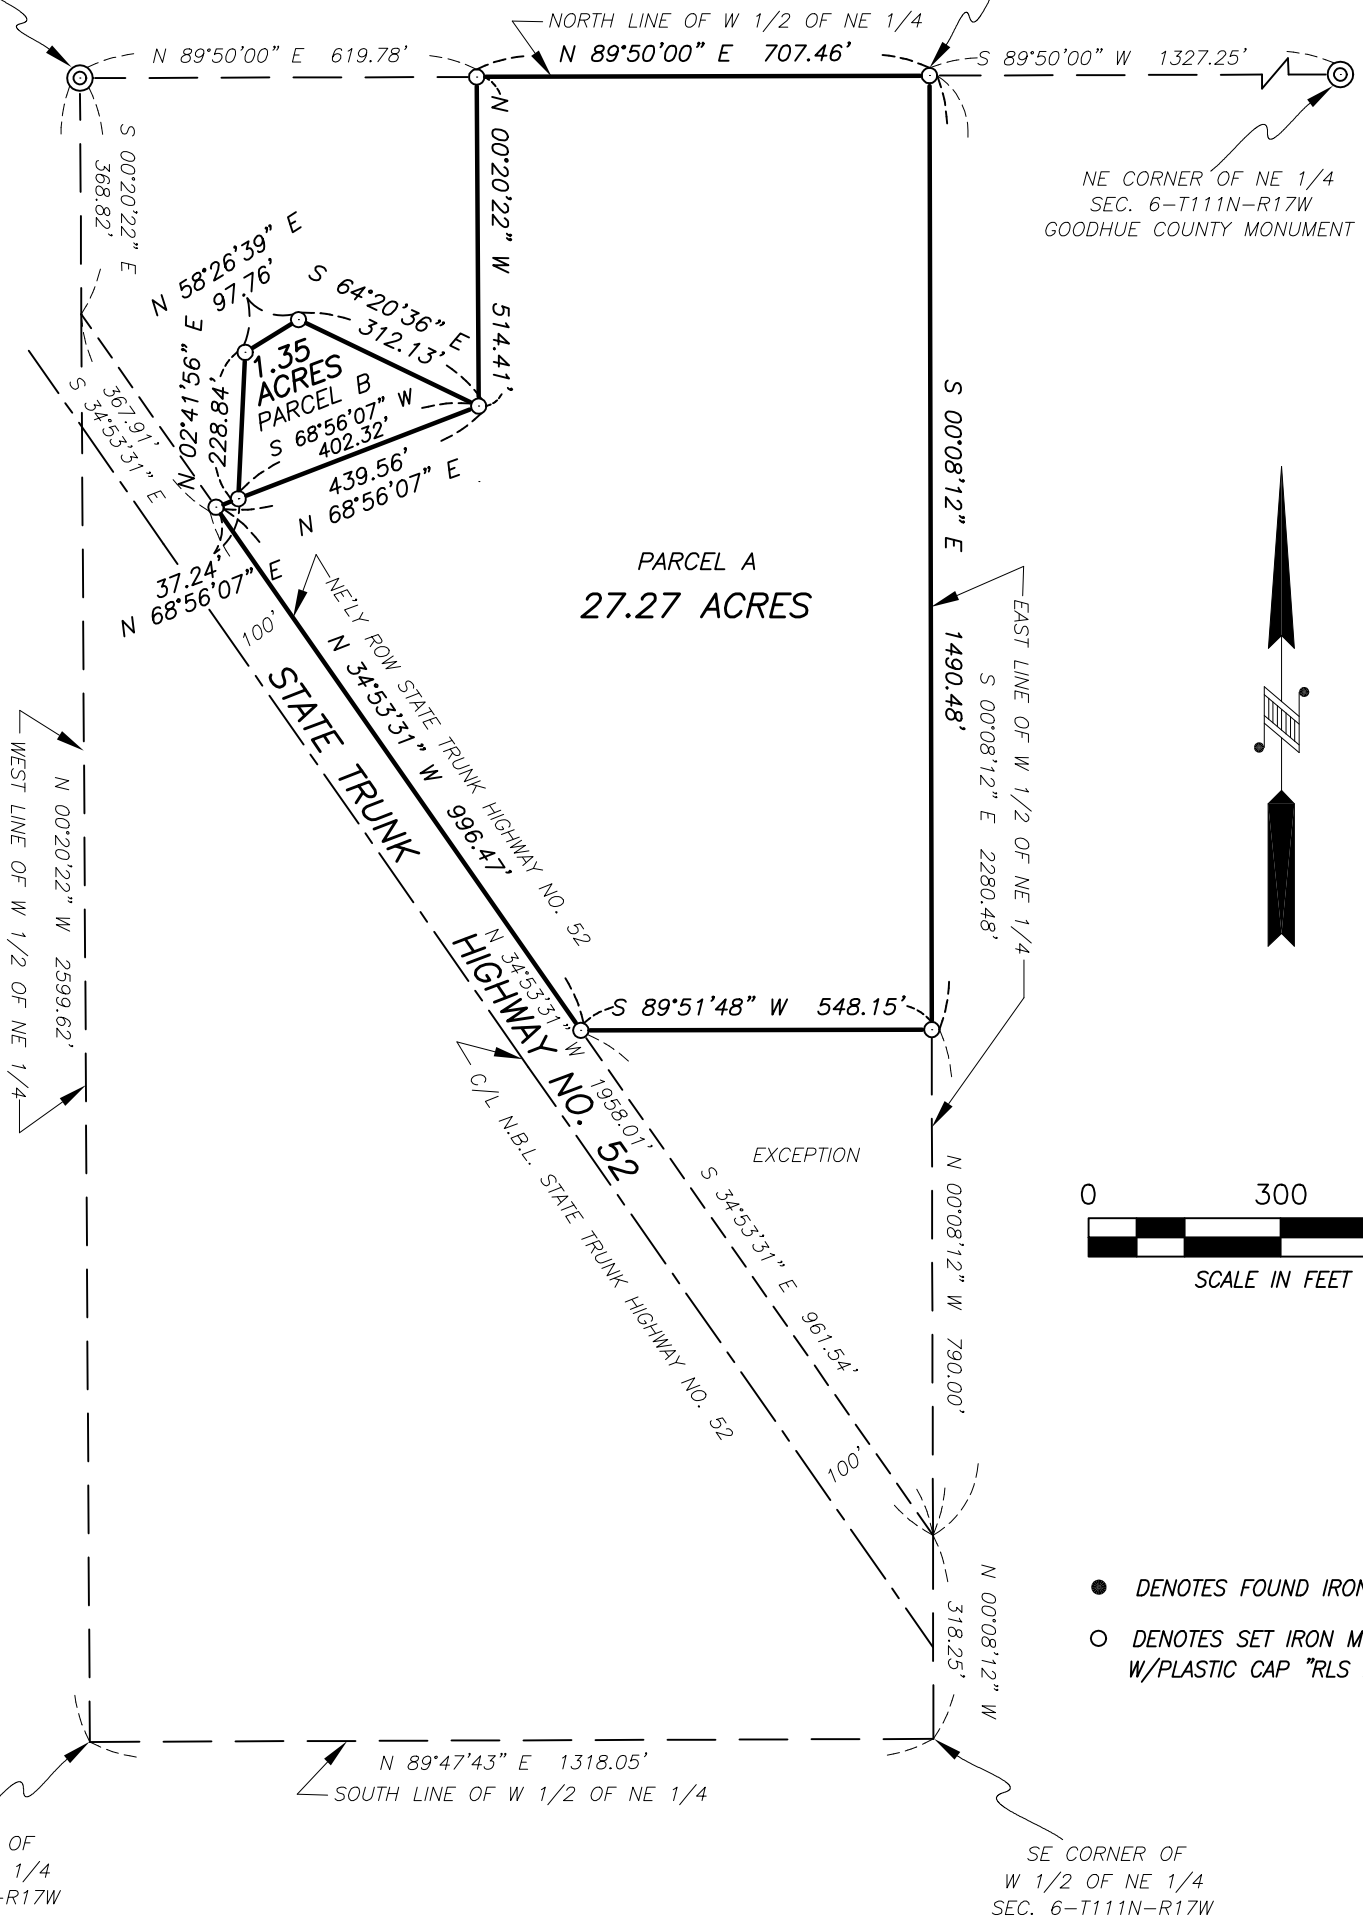 NORTH LINE OF W 1/2 OF NE 1/4
N 89°50'00" E 619.78'
N 89°50'00" E 707.46'
S 89°50'00" W 1327.25'
NE CORNER OF NE 1/4
SEC. 6-T111N-R17W
GOODHUE COUNTY MONUMENT
S 00°20'22" E
368.82'
N 00°20'22" W 514.41'
N 58°26'39" E
97.76'
S 64°20'36" E
312.13'
N 02°41'56" E
228.84'
1.35
ACRES
PARCEL B
S 68°56'07" W
402.32'
439.56'
N 68°56'07" E
367.91'
S 34°53'31" E
37.24'
N 68°56'07" E
100'
PARCEL A
27.27 ACRES
S 00°08'12" E 1490.48'
EAST LINE OF W 1/2 OF NE 1/4
S 00°08'12" E 2280.48'
NE'LY ROW STATE TRUNK HIGHWAY NO. 52
N 34°53'31" W 996.47'
STATE TRUNK
HIGHWAY NO. 52
WEST LINE OF W 1/2 OF NE 1/4
N 00°20'22" W 2599.62'
N 34°53'31" W 1958.01'
S 89°51'48" W 548.15'
C/L N.B.L. STATE TRUNK HIGHWAY NO. 52
EXCEPTION
S 34°53'31" E 961.54'
N 00°08'12" W 790.00'
0 300
SCALE IN FEET
100'
DENOTES FOUND IRON
DENOTES SET IRON M
W/PLASTIC CAP "RLS
N 00°08'12" W
318.25'
N 89°47'43" E 1318.05'
SOUTH LINE OF W 1/2 OF NE 1/4
OF
1/4
-R17W
SE CORNER OF
W 1/2 OF NE 1/4
SEC. 6-T111N-R17W